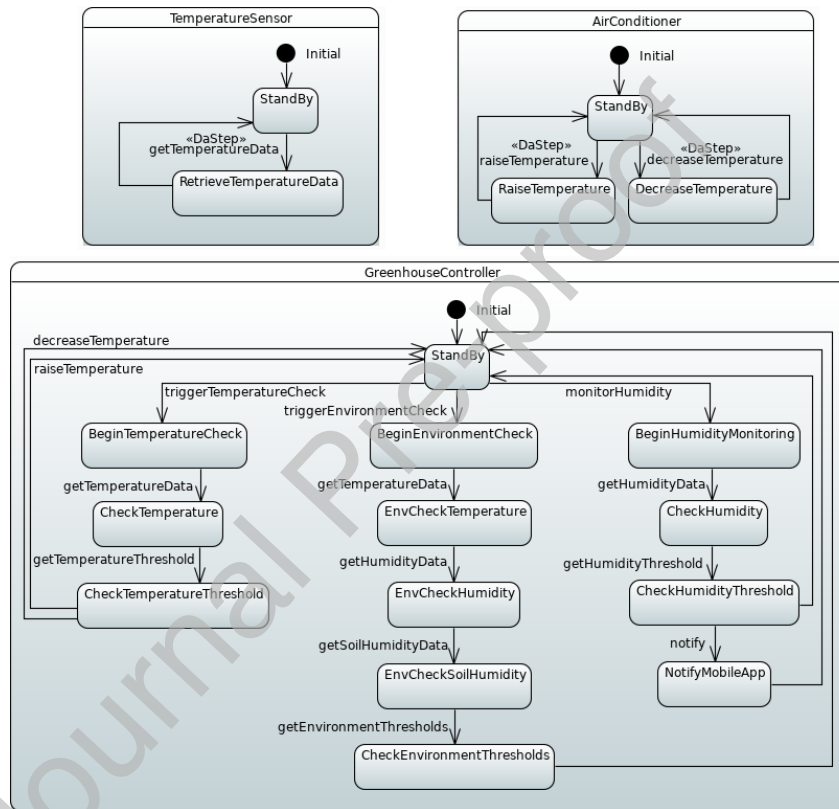 TemperatureSensor
Initial
StandBy
«DaStep»
getTemperatureData
RetrieveTemperatureData
AirConditioner
Initial
StandBy
«DaStep»
raiseTemperature
«DaStep»
decreaseTemperature
RaiseTemperature
DecreaseTemperature
GreenhouseController
Initial
decreaseTemperature
StandBy
raiseTemperature
triggerTemperatureCheck
triggerEnvironmentCheck
monitorHumidity
BeginTemperatureCheck
BeginEnvironmentCheck
BeginHumidityMonitoring
getTemperatureData
getTemperatureData
getHumidityData
CheckTemperature
EnvCheckTemperature
CheckHumidity
getTemperatureThreshold
getHumidityData
getHumidityThreshold
CheckTemperatureThreshold
EnvCheckHumidity
CheckHumidityThreshold
getSoilHumidityData
notify
EnvCheckSoilHumidity
NotifyMobileApp
getEnvironmentThresholds
CheckEnvironmentThresholds
Journal Pre-proof